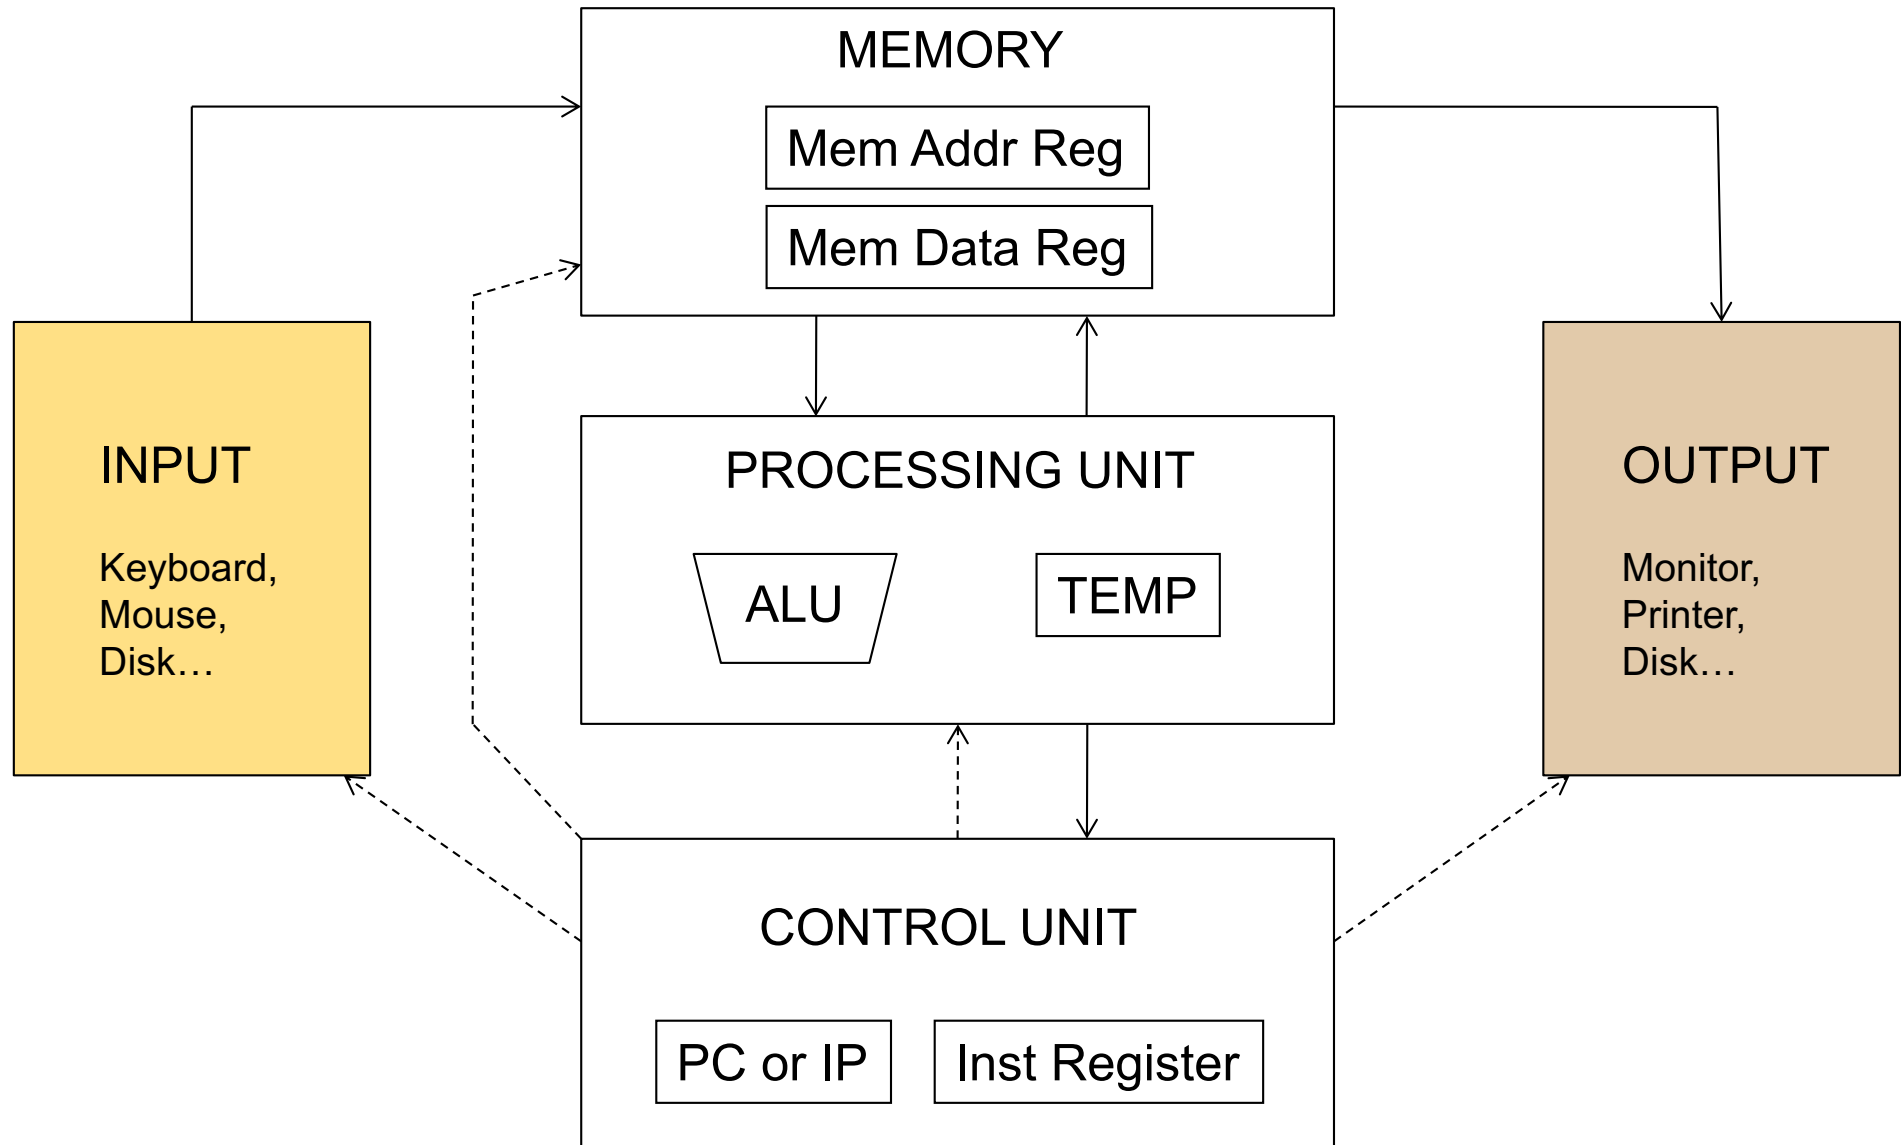 MEMORY
Mem Addr Reg
Mem Data Reg
INPUT
Keyboard,
Mouse,
Disk…
PROCESSING UNIT
ALU
TEMP
OUTPUT
Monitor,
Printer,
Disk…
CONTROL UNIT
PC or IP
Inst Register